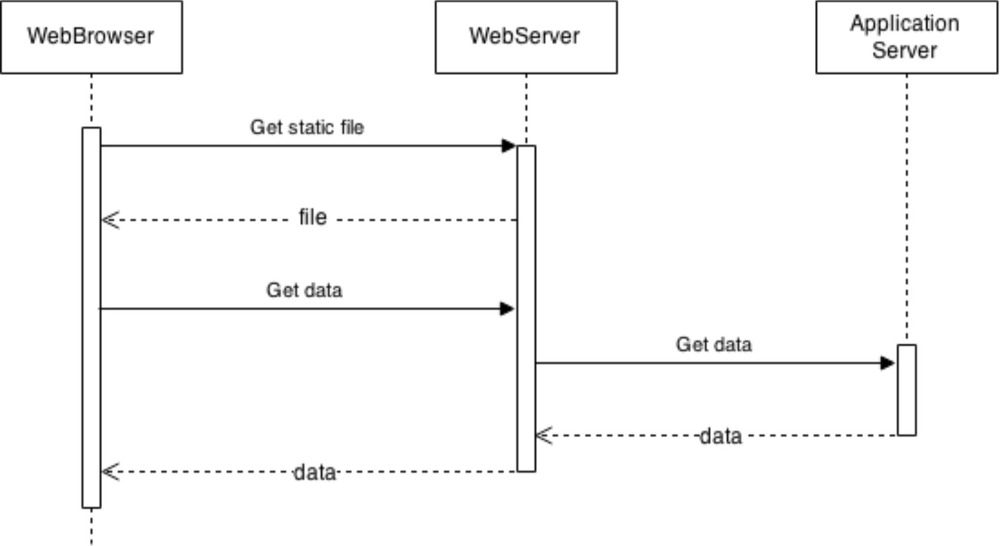 WebBrowser
WebServer
Application
Server
Get static file
file
Get data
Get data
data
data